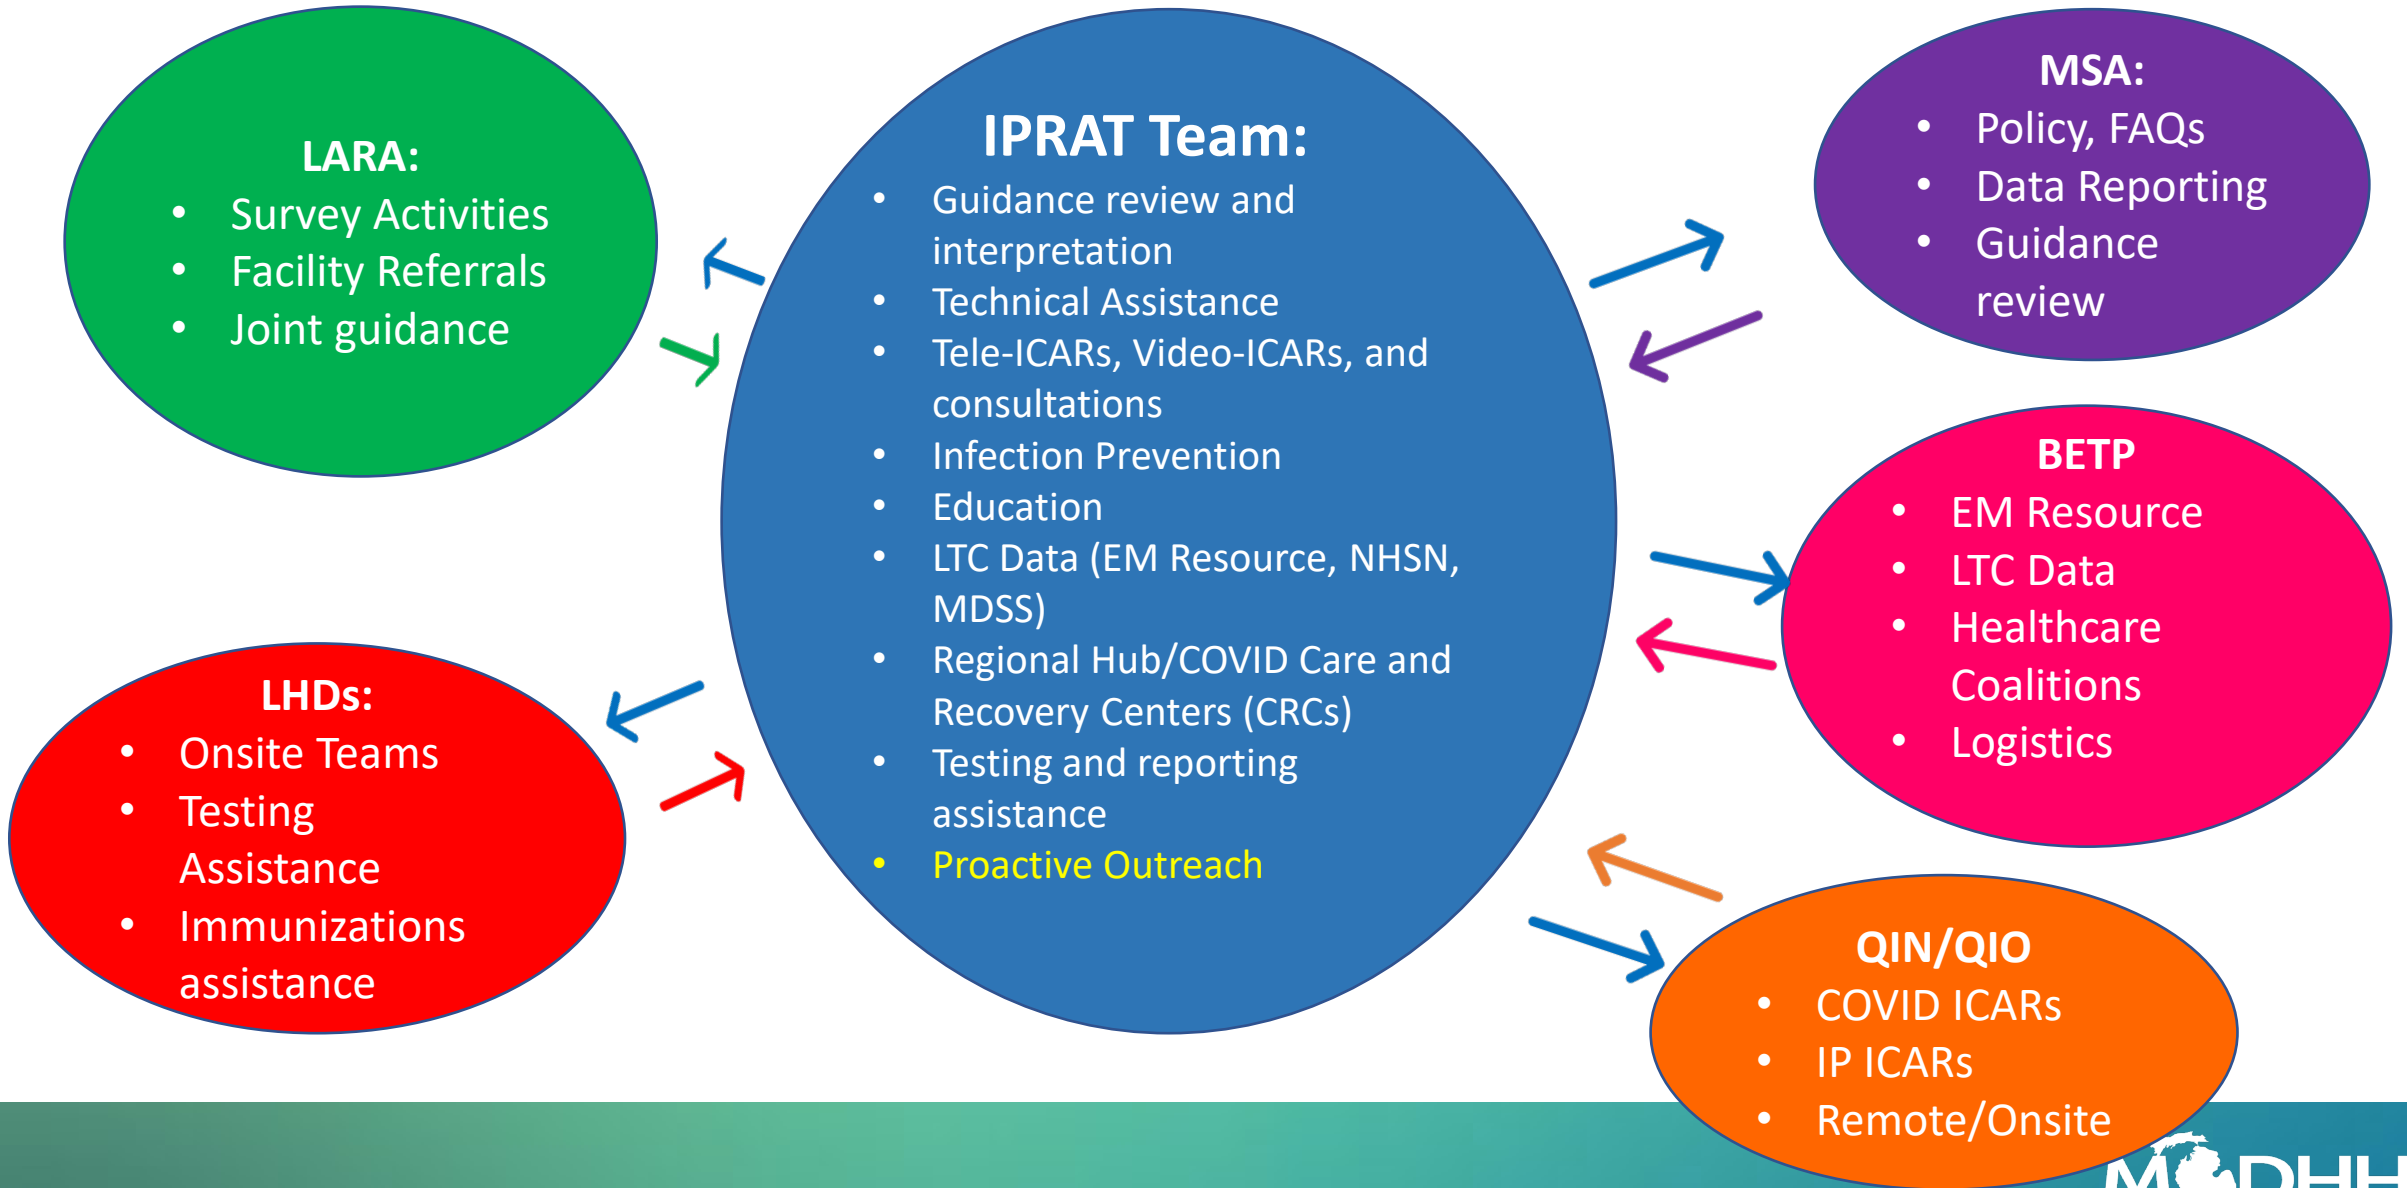 LARA:
• Survey Activities
• Facility Referrals
• Joint guidance
LHDs:
• Onsite Teams
• Testing
Assistance
• Immunizations
assistance
IPRAT Team:
• Guidance review and
interpretation
• Technical Assistance
• Tele-ICARs, Video-ICARs, and
consultations
• Infection Prevention
• Education
• LTC Data (EM Resource, NHSN,
MDSS)
• Regional Hub/COVID Care and
Recovery Centers (CRCs)
• Testing and reporting
assistance
• Proactive Outreach
MSA:
• Policy, FAQs
• Data Reporting
• Guidance
review
BETP
• EM Resource
• LTC Data
• Healthcare
Coalitions
• Logistics
QIN/QIO
• COVID ICARs
• IP ICARs
• Remote/Onsite